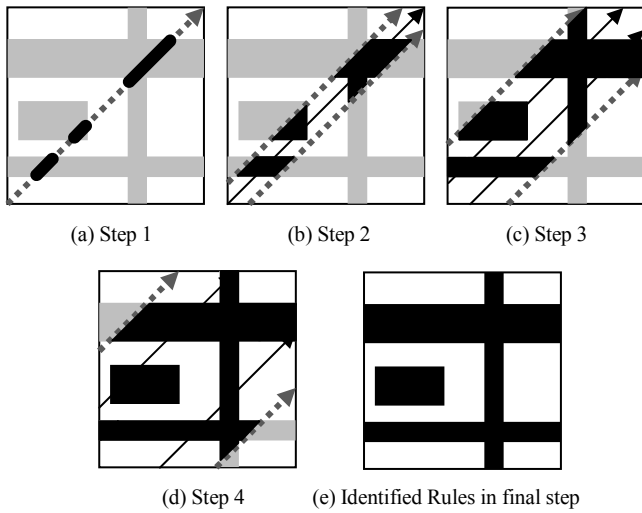 (a) Step 1
(b) Step 2
(c) Step 3
(d) Step 4
(e) Identified Rules in final step